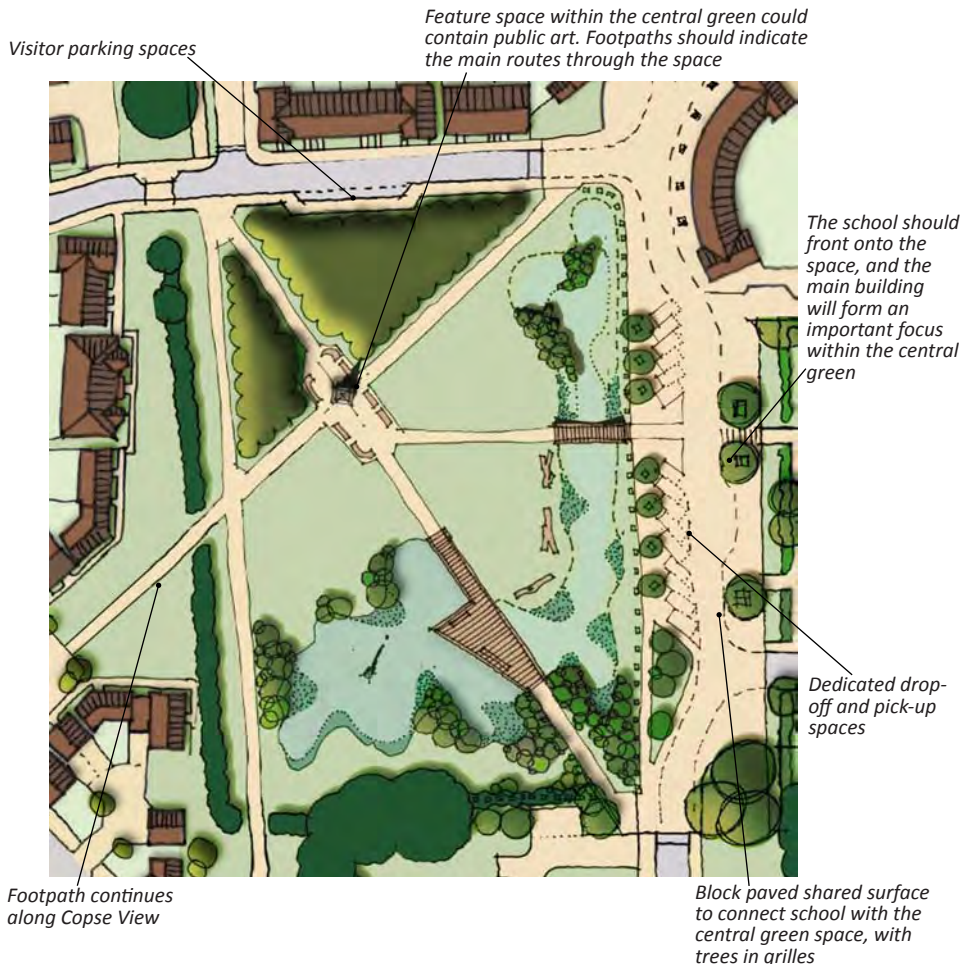 Visitor parking spaces
Feature space within the central green could
contain public art. Footpaths should indicate
the main routes through the space
The school should
front onto the
space, and the
main building
will form an
important focus
within the central
green
Dedicated drop-
off and pick-up
spaces
Footpath continues
along Copse View
Block paved shared surface
to connect school with the
central green space, with
trees in grilles